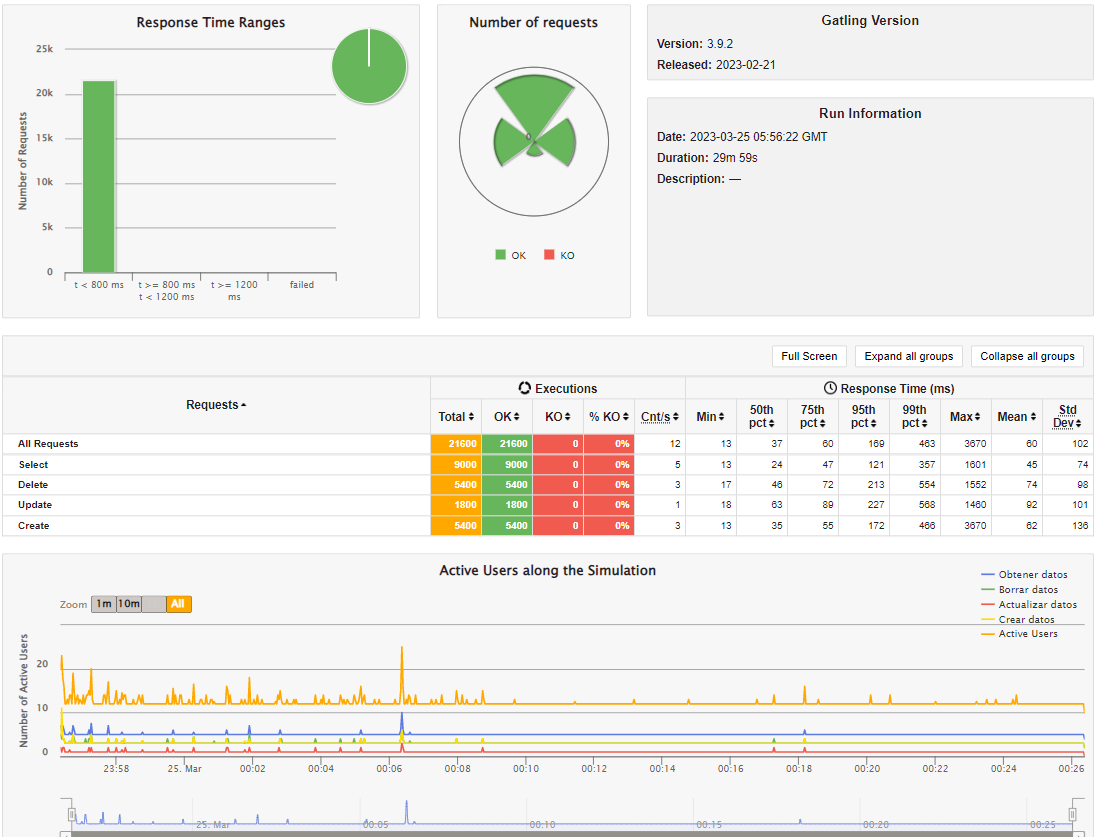 Response Time Ranges
25k
20k
15k
10k
5k
0
Number of Requests
t < 800 ms
t >= 800 ms
t < 1200 ms
t >= 1200
ms
failed
Number of requests
OK
KO
Gatling Version
Version: 3.9.2
Released: 2023-02-21
Run Information
Date: 2023-03-25 05:56:22 GMT
Duration: 29m 59s
Description: —
Full Screen Expand all groups Collapse all groups
Requests
Executions
Response Time (ms)
Total OK KO % KO Cnt/s Min 50th pct 75th pct 95th pct 99th pct Max Mean Std Dev
All Requests 21600 21600 0 0% 12 13 37 60 169 463 3670 60 102
Select 9000 9000 0 0% 5 13 24 47 121 357 1601 45 74
Delete 5400 5400 0 0% 3 17 46 72 213 554 1552 74 98
Update 1800 1800 0 0% 1 18 63 89 227 568 1460 92 101
Create 5400 5400 0 0% 3 13 35 55 172 466 3670 62 136
Active Users along the Simulation
Obtener datos
Borrar datos
Actualizar datos
Crear datos
Active Users
Zoom 1m 10m All
Number of Active Users
20
10
0
23:58 25. Mar 00:02 00:04 00:06 00:08 00:10 00:12 00:14 00:16 00:18 00:20 00:22 00:24 00:26
25. Mar 00:05 00:10 00:15 00:20 00:25